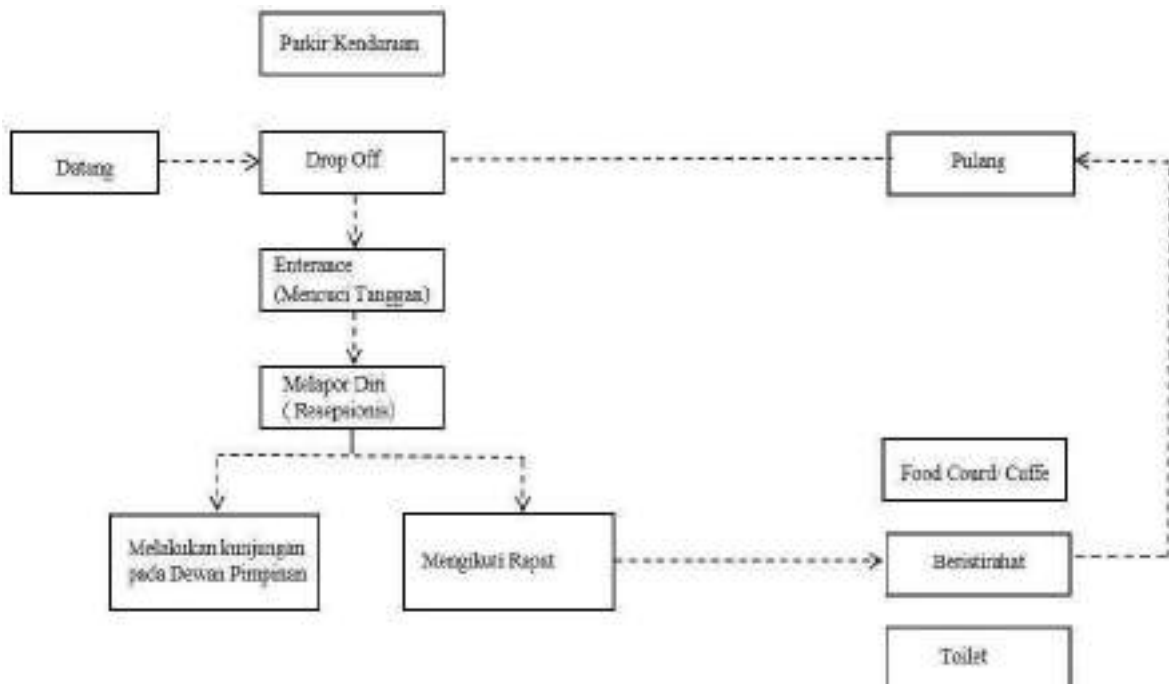 Parkir Kendaraan
Datang
Drop Off
Pulang
Enterance
(Mencuci Tanggan)
Melapor Diri
( Resepsionis)
Food Courd/ Caffe
Melakukan kunjungan
pada Dewan Pimpinan
Mengikuti Rapat
Beristirahat
Toilet